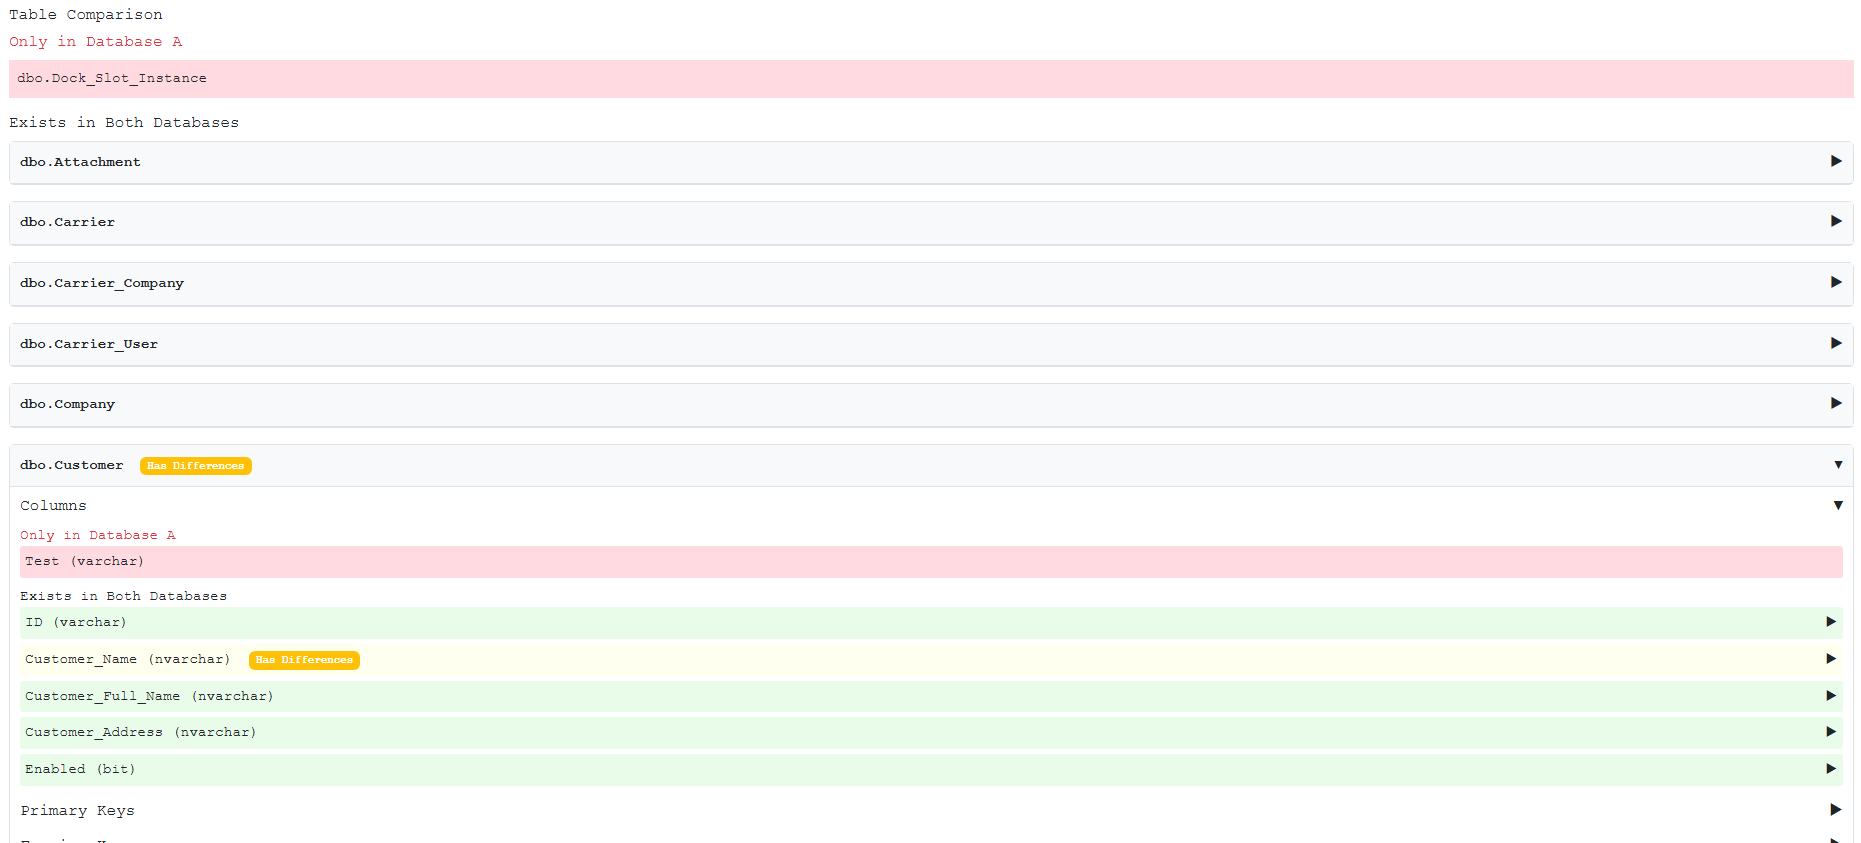 Table Comparison
Only in Database A
dbo.Dock_Slot_Instance
Exists in Both Databases
dbo.Attachment
dbo.Carrier
dbo.Carrier_Company
dbo.Carrier_User
dbo.Company
dbo.Customer Has Differences
Columns
Only in Database A
Test (varchar)
Exists in Both Databases
ID (varchar)
Customer_Name (nvarchar) Has Differences
Customer_Full_Name (nvarchar)
Customer_Address (nvarchar)
Enabled (bit)
Primary Keys